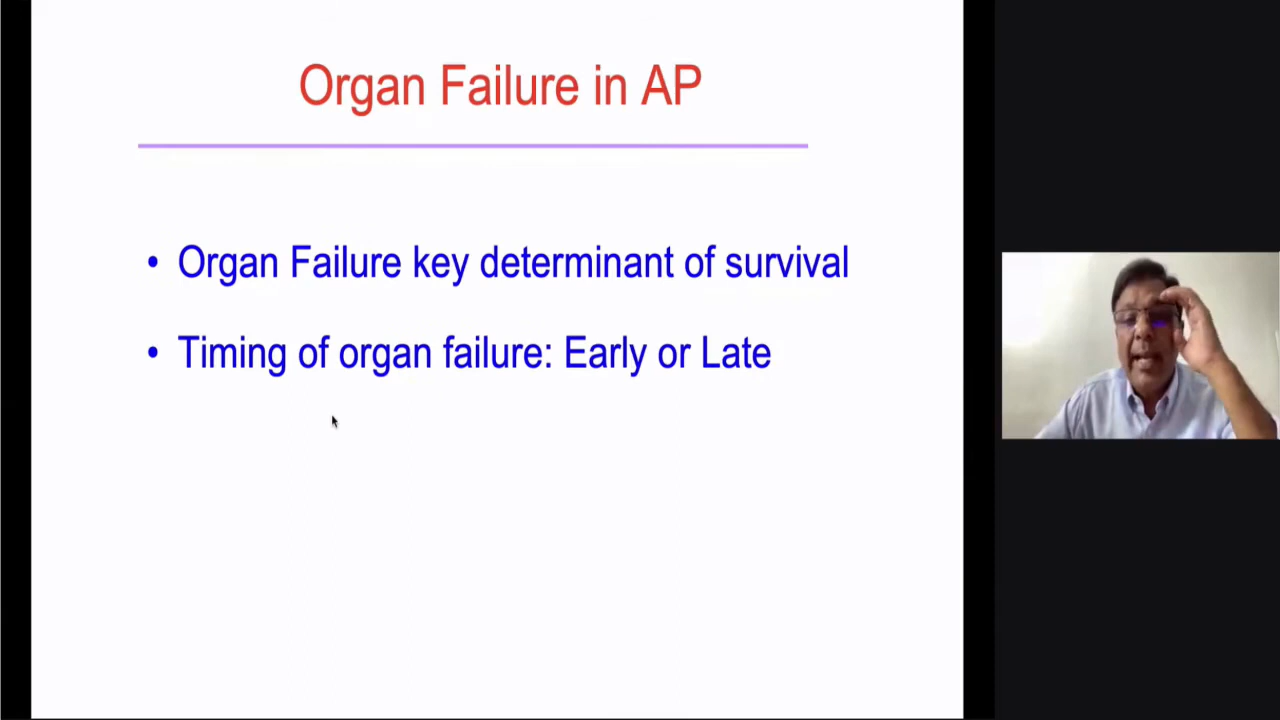 Organ Failure in AP
• Organ Failure key determinant of survival
• Timing of organ failure: Early or Late